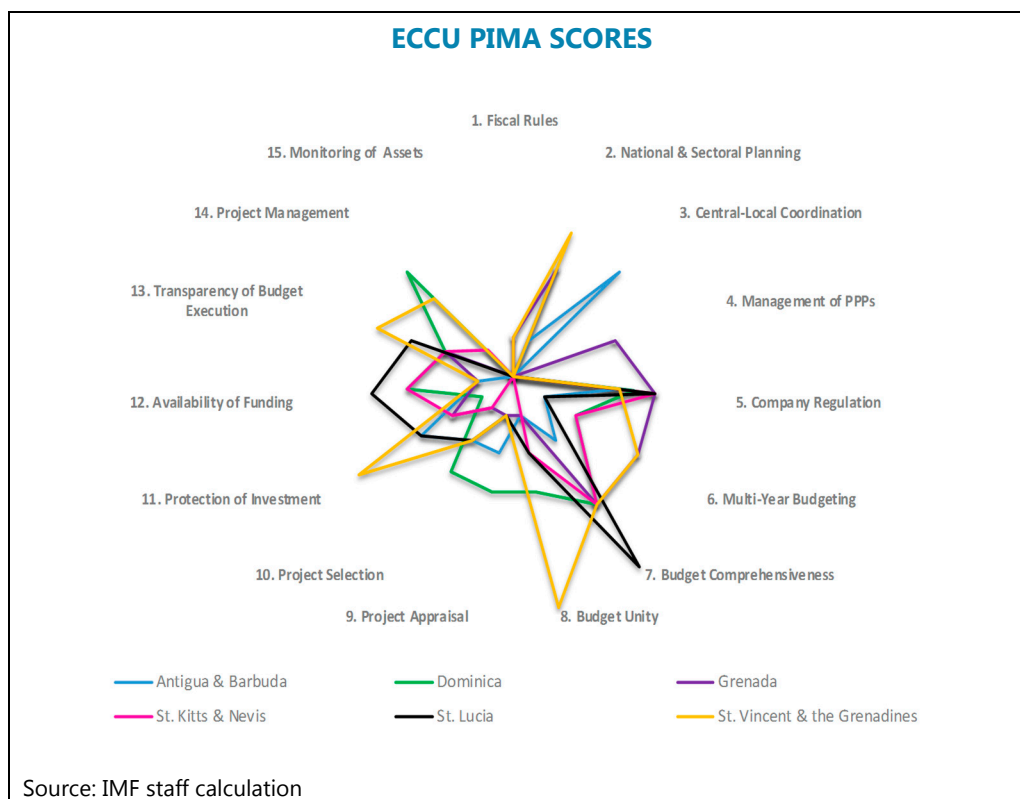 ECCU PIMA SCORES
1. Fiscal Rules
2. National & Sectoral Planning
3. Central-Local Coordination
4. Management of PPPs
5. Company Regulation
6. Multi-Year Budgeting
7. Budget Comprehensiveness
8. Budget Unity
9. Project Appraisal
10. Project Selection
11. Protection of Investment
12. Availability of Funding
13. Transparency of Budget
Execution
14. Project Management
15. Monitoring of Assets
Antigua & Barbuda
Dominica
Grenada
St. Kitts & Nevis
St. Lucia
St. Vincent & the Grenadines
Source: IMF staff calculation